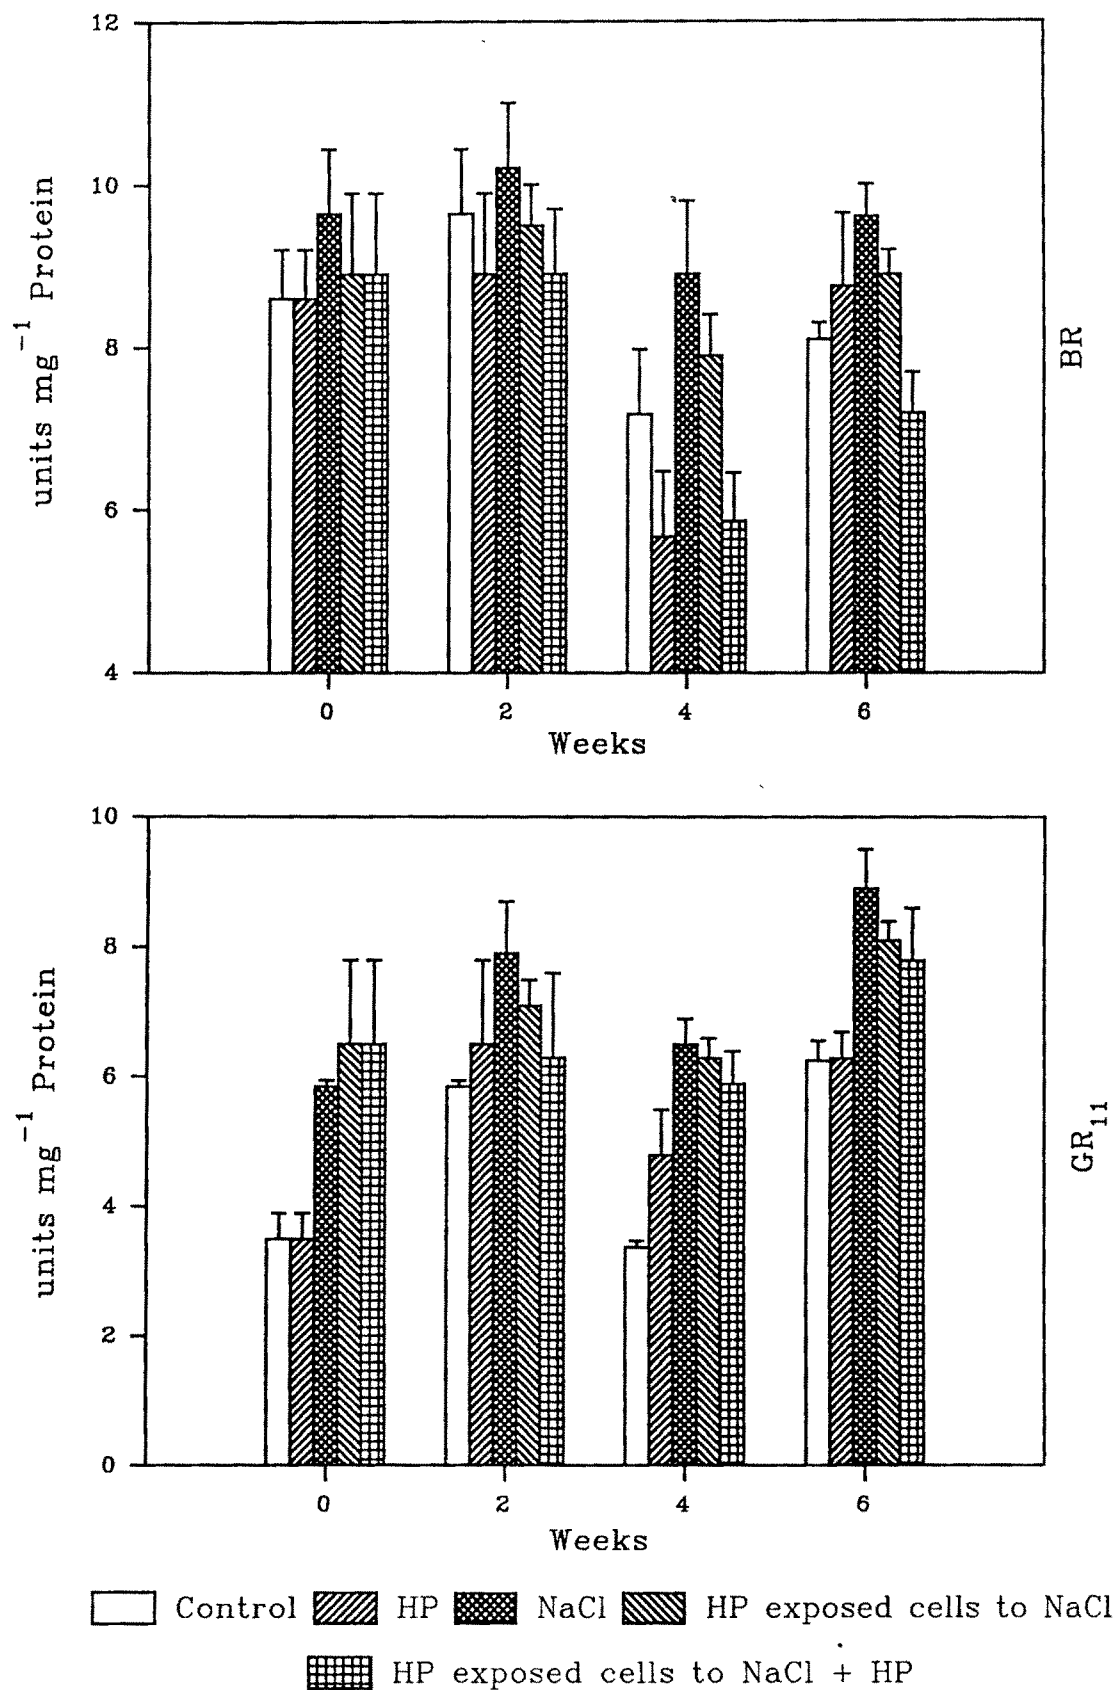 12
10
8
6
4
units mg⁻¹ Protein
BR
0 2 4 6
Weeks
10
8
6
4
2
0
units mg⁻¹ Protein
GR₁₁
0 2 4 6
Weeks
Control HP NaCl HP exposed cells to NaCl
HP exposed cells to NaCl + HP